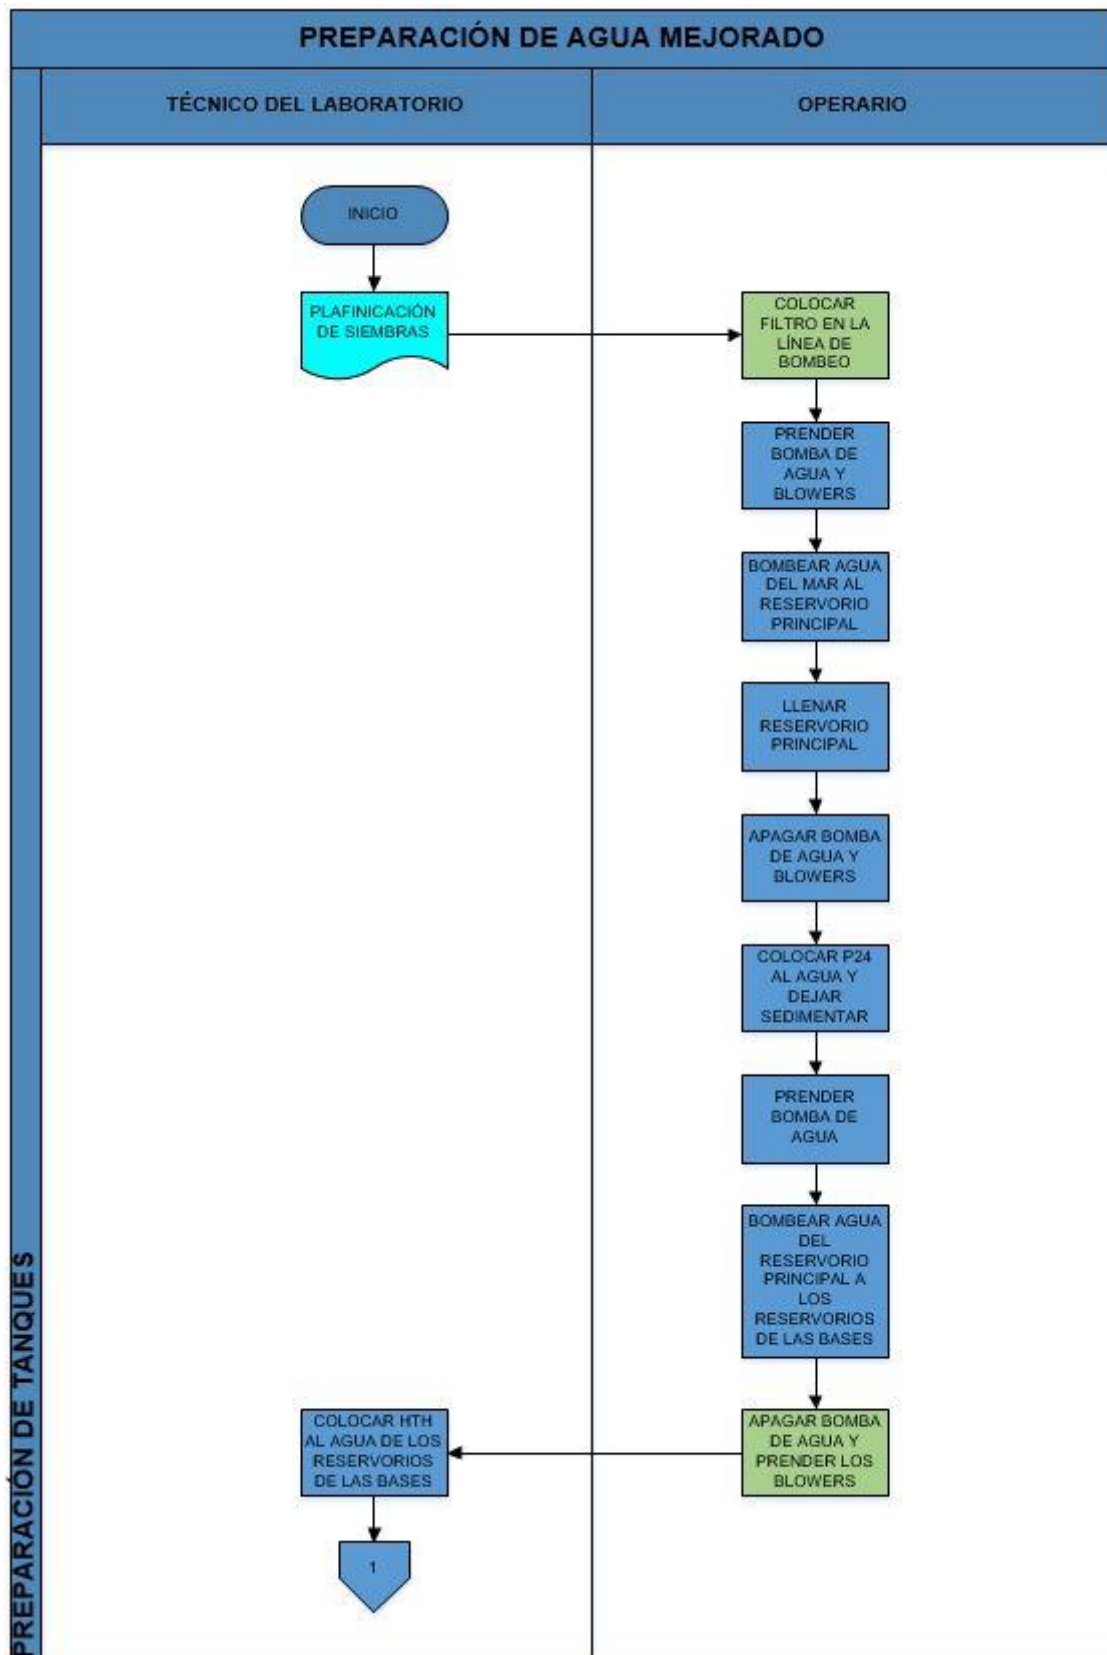 PREPARACIÓN DE AGUA MEJORADO
TÉCNICO DEL LABORATORIO
OPERARIO
PREPARACIÓN DE TANQUES
INICIO
PLAFINICACIÓN
DE SIEMBRAS
COLOCAR
FILTRO EN LA
LÍNEA DE
BOMBEO
PRENDER
BOMBA DE
AGUA Y
BLOWERS
BOMBEAR AGUA
DEL MAR AL
RESERVORIO
PRINCIPAL
LLENAR
RESERVORIO
PRINCIPAL
APAGAR BOMBA
DE AGUA Y
BLOWERS
COLOCAR P24
AL AGUA Y
DEJAR
SEDIMENTAR
PRENDER
BOMBA DE
AGUA
BOMBEAR AGUA
DEL
RESERVORIO
PRINCIPAL A
LOS
RESERVORIOS
DE LAS BASES
APAGAR BOMBA
DE AGUA Y
PRENDER LOS
BLOWERS
COLOCAR HTH
AL AGUA DE LOS
RESERVORIOS
DE LAS BASES
1